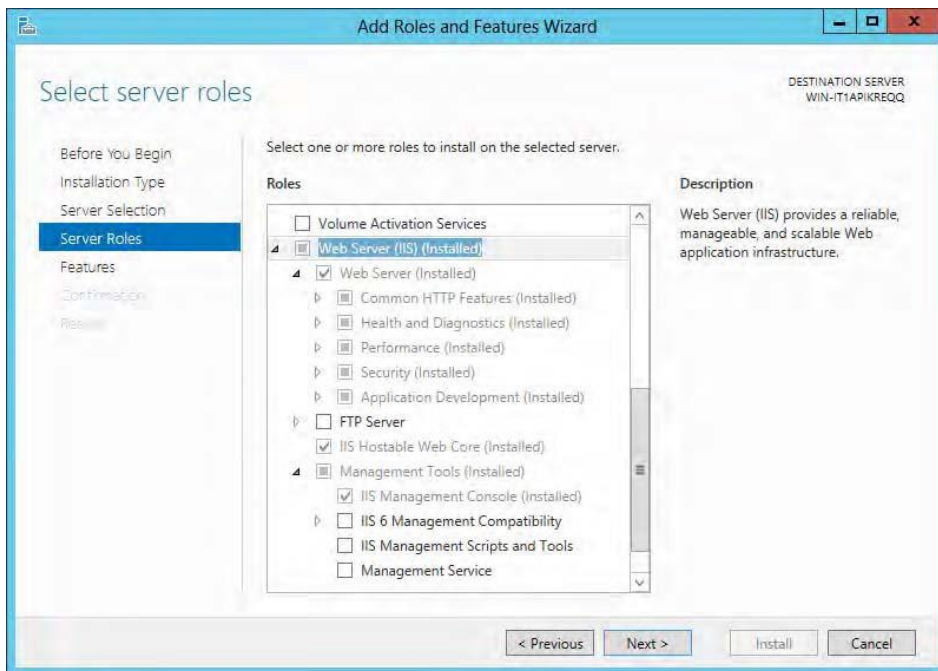 Add Roles and Features Wizard
Select server roles
DESTINATION SERVER
WIN-IT1APIKREQQ
Before You Begin
Installation Type
Server Selection
Server Roles
Features
Confirmation
Results
Select one or more roles to install on the selected server.
Roles
Volume Activation Services
Web Server (IIS) (Installed)
Web Server (Installed)
Common HTTP Features (Installed)
Health and Diagnostics (Installed)
Performance (Installed)
Security (Installed)
Application Development (Installed)
FTP Server
IIS Hostable Web Core (Installed)
Management Tools (Installed)
IIS Management Console (Installed)
IIS 6 Management Compatibility
IIS Management Scripts and Tools
Management Service
Description
Web Server (IIS) provides a reliable,
manageable, and scalable Web
application infrastructure.
< Previous
Next >
Install
Cancel